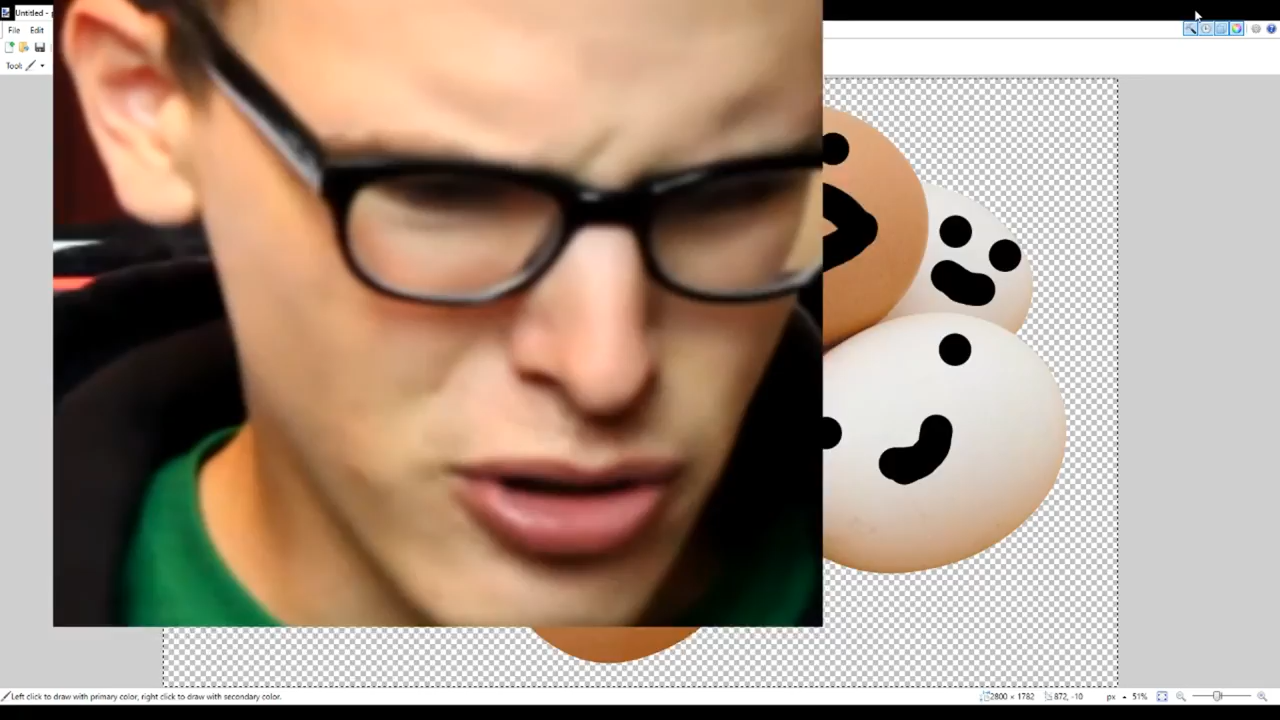 Untitled -
File Edit
Tool:
Left click to draw with primary color, right click to draw with secondary color.
2800 × 1782
872, -10
px
51%